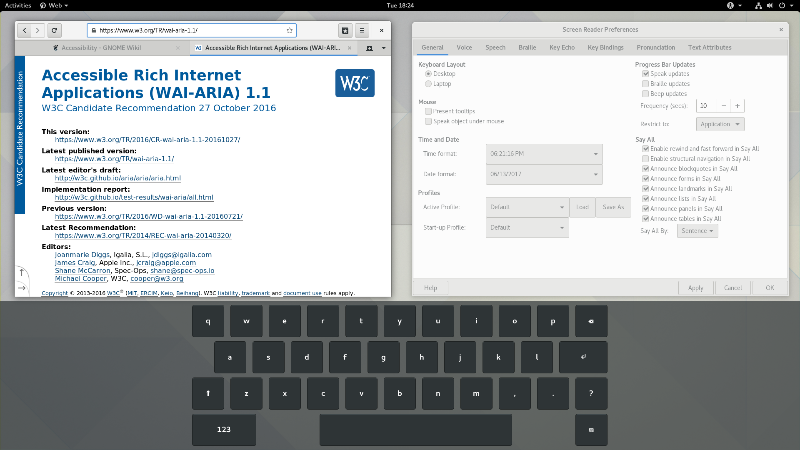 Activities Web Tue 18:24
https://www.w3.org/TR/wai-aria-1.1/
Accessibility - GNOME Wiki! Accessible Rich Internet Applications (WAI-ARI...
W3C Candidate Recommendation
Accessible Rich Internet
Applications (WAI-ARIA) 1.1
W3C Candidate Recommendation 27 October 2016
W3C
This version:
https://www.w3.org/TR/2016/CR-wai-aria-1.1-20161027/
Latest published version:
https://www.w3.org/TR/wai-aria-1.1/
Latest editor's draft:
http://w3c.github.io/aria/aria/aria.html
Implementation report:
http://w3c.github.io/test-results/wai-aria/all.html
Previous version:
https://www.w3.org/TR/2016/WD-wai-aria-1.1-20160721/
Latest Recommendation:
https://www.w3.org/TR/2014/REC-wai-aria-20140320/
Editors:
Joanmarie Diggs, Igalia, S.L., jdiggs@igalia.com
James Craig, Apple Inc., jcraig@apple.com
Shane McCarron, Spec-Ops, shane@spec-ops.io
Michael Cooper, W3C, cooper@w3.org
Copyright © 2013-2016 W3C® (MIT, ERCIM, Keio, Beihang). W3C liability, trademark and document use rules apply.
Screen Reader Preferences
General Voice Speech Braille Key Echo Key Bindings Pronunciation Text Attributes
Keyboard Layout
Desktop
Laptop
Mouse
Present tooltips
Speak object under mouse
Time and Date
Time format: 06:21:16 PM
Date format: 06/13/2017
Profiles
Active Profile: Default Load Save As
Start-up Profile: Default
Progress Bar Updates
Speak updates
Braille updates
Beep updates
Frequency (secs): 10 − +
Restrict to: Application
Say All
Enable rewind and fast forward in Say All
Enable structural navigation in Say All
Announce blockquotes in Say All
Announce forms in Say All
Announce landmarks in Say All
Announce lists in Say All
Announce panels in Say All
Announce tables in Say All
Say All By: Sentence
Help Apply Cancel OK
q w e r t y u i o p
a s d f g h j k l
z x c v b n m , . ?
123